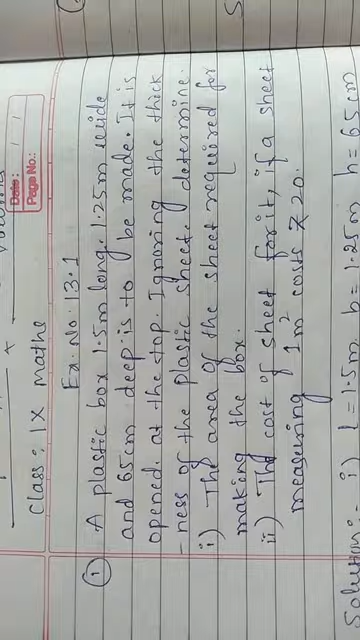 Date:
Page No.:
Class: IX Maths
Ex. No: 13.1
① A plastic box 1.5m long. 1.25m wide
and 65cm deep is to be made. It is
opened. at the top. Ignoring the thick
-ness of the plastic sheet. determine.
i) The area of the sheet required for
making the box.
ii) The cost of sheet for it, if a sheet
measuring 1m² costs ₹20.
Solution:- i) l=1.5m, b=1.25m h=65cm